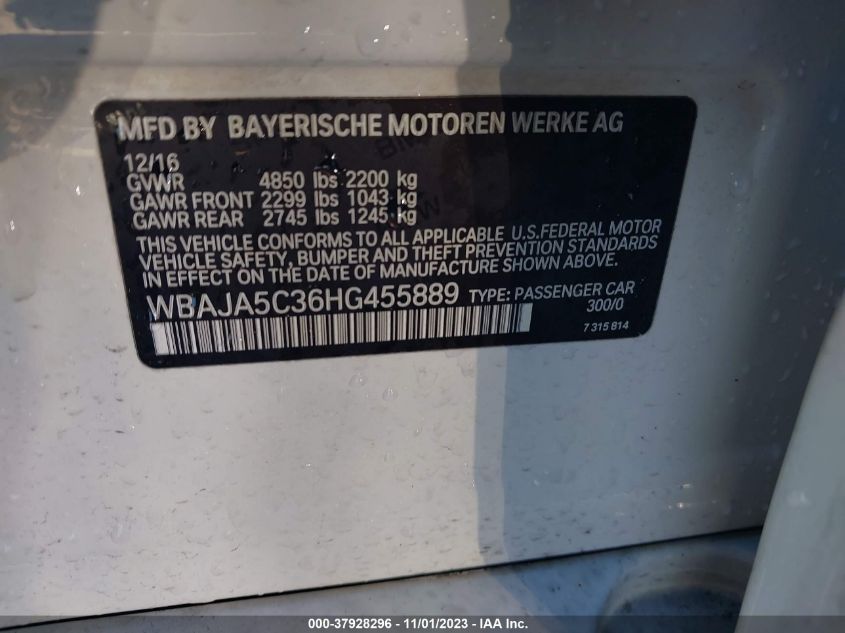 MFD BY BAYERISCHE MOTOREN WERKE AG
12/16
GVWR 4850 lbs 2200 kg
GAWR FRONT 2299 lbs 1043 kg
GAWR REAR 2745 lbs 1245 kg
THIS VEHICLE CONFORMS TO ALL APPLICABLE U.S.FEDERAL MOTOR
VEHICLE SAFETY, BUMPER AND THEFT PREVENTION STANDARDS
IN EFFECT ON THE DATE OF MANUFACTURE SHOWN ABOVE.
WBAJA5C36HG455889 TYPE: PASSENGER CAR
300/0
7 315 814
000-37928296 - 11/01/2023 - IAA Inc.